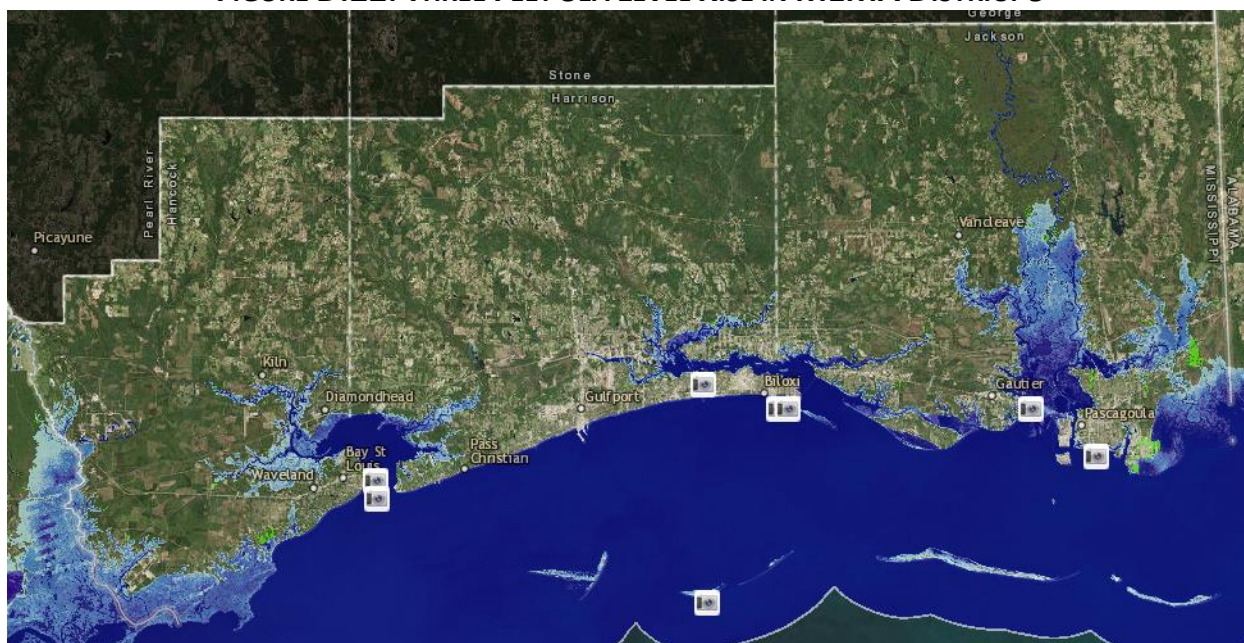 George
Jackson
Stone
Harrison
Pearl River
Hancock
MISSISSIPPI
ALABAMA
Picayune
Vancleave
Kiln
Diamondhead
Gulfport
Biloxi
Gautier
Pascagoula
Bay St
Louis
Pass
Christian
Waveland